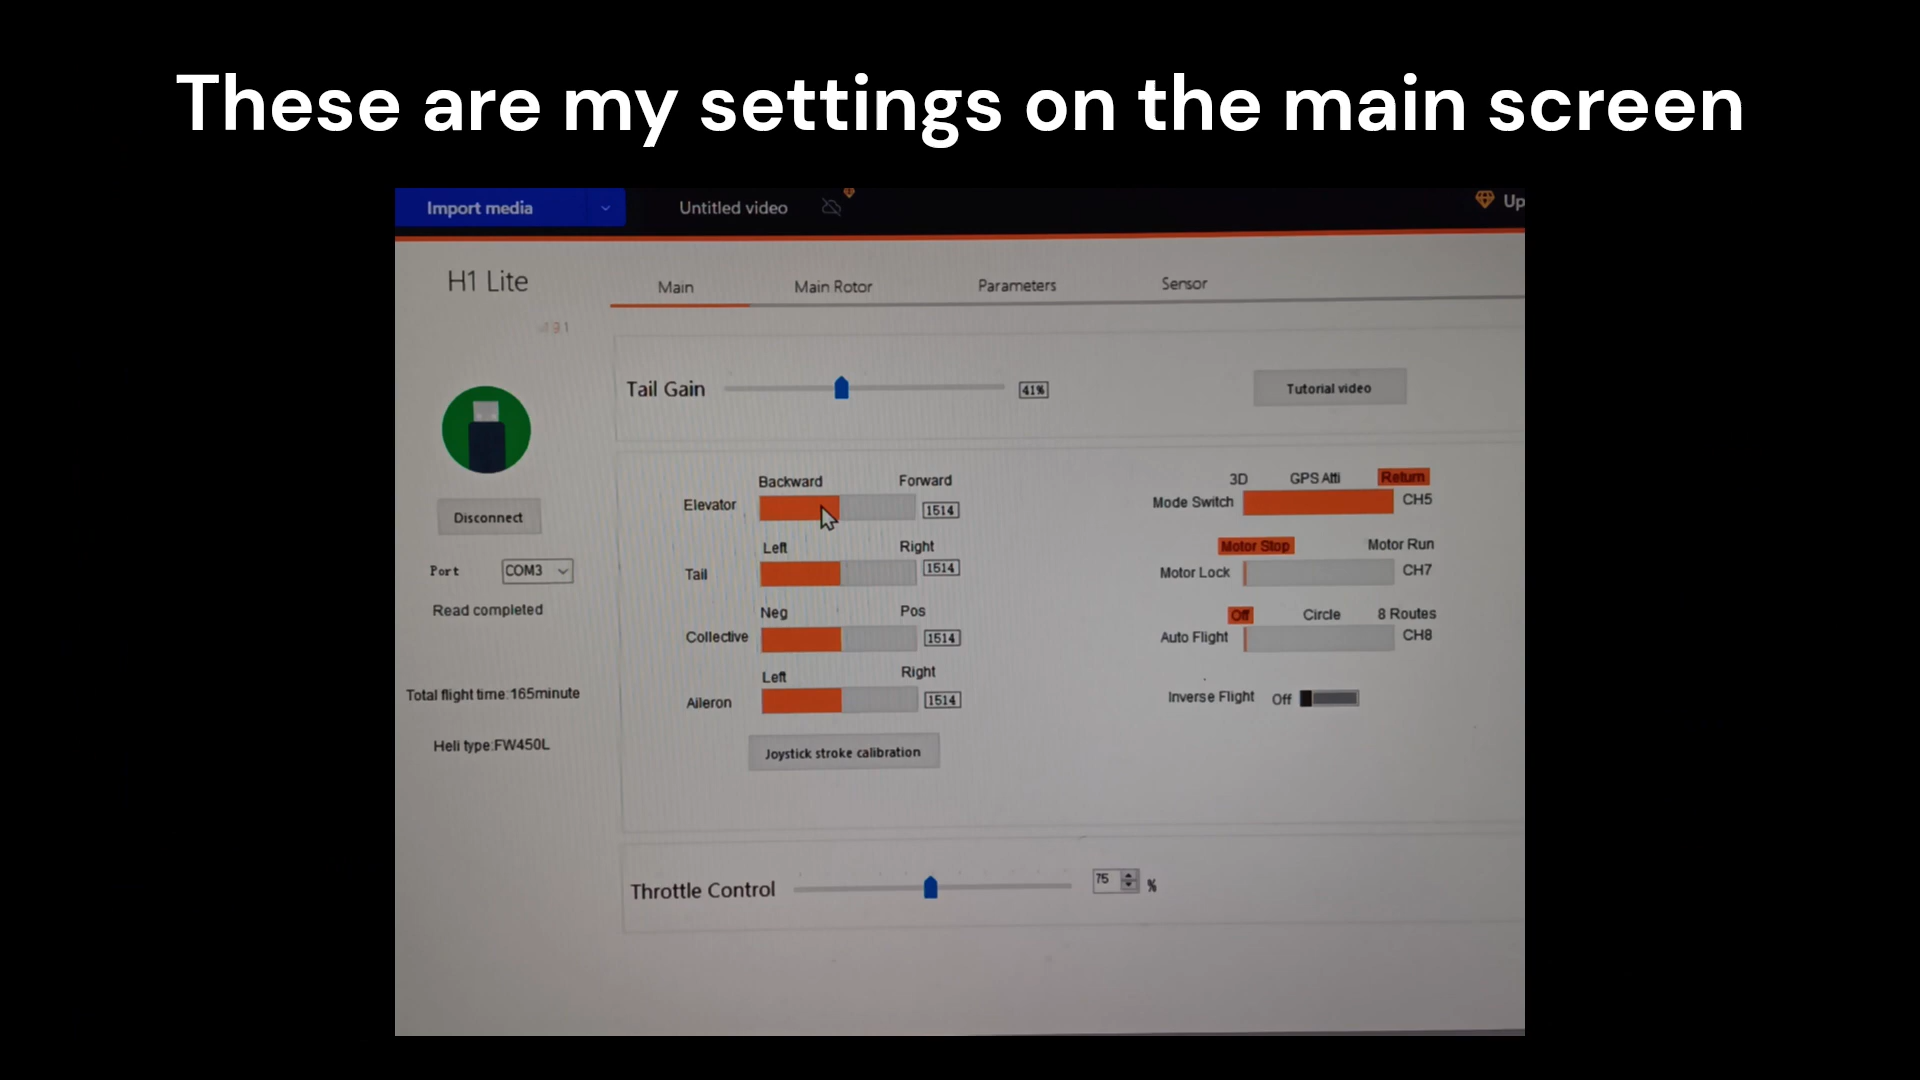 These are my settings on the main screen
Import media
Untitled video
Up
H1 Lite
Main
Main Rotor
Parameters
Sensor
Tail Gain
41%
Tutorial video
Disconnect
Port
COM3
Read completed
Total flight time:165minute
Heli type:FW450L
Backward
Forward
Elevator
1514
Left
Right
Tail
1514
Neg
Pos
Collective
1514
Left
Right
Aileron
1514
Joystick stroke calibration
3D
GPS Atti
Return
Mode Switch
CH5
Motor Stop
Motor Run
Motor Lock
CH7
Off
Circle
8 Routes
Auto Flight
CH8
Inverse Flight
Off
Throttle Control
75
%